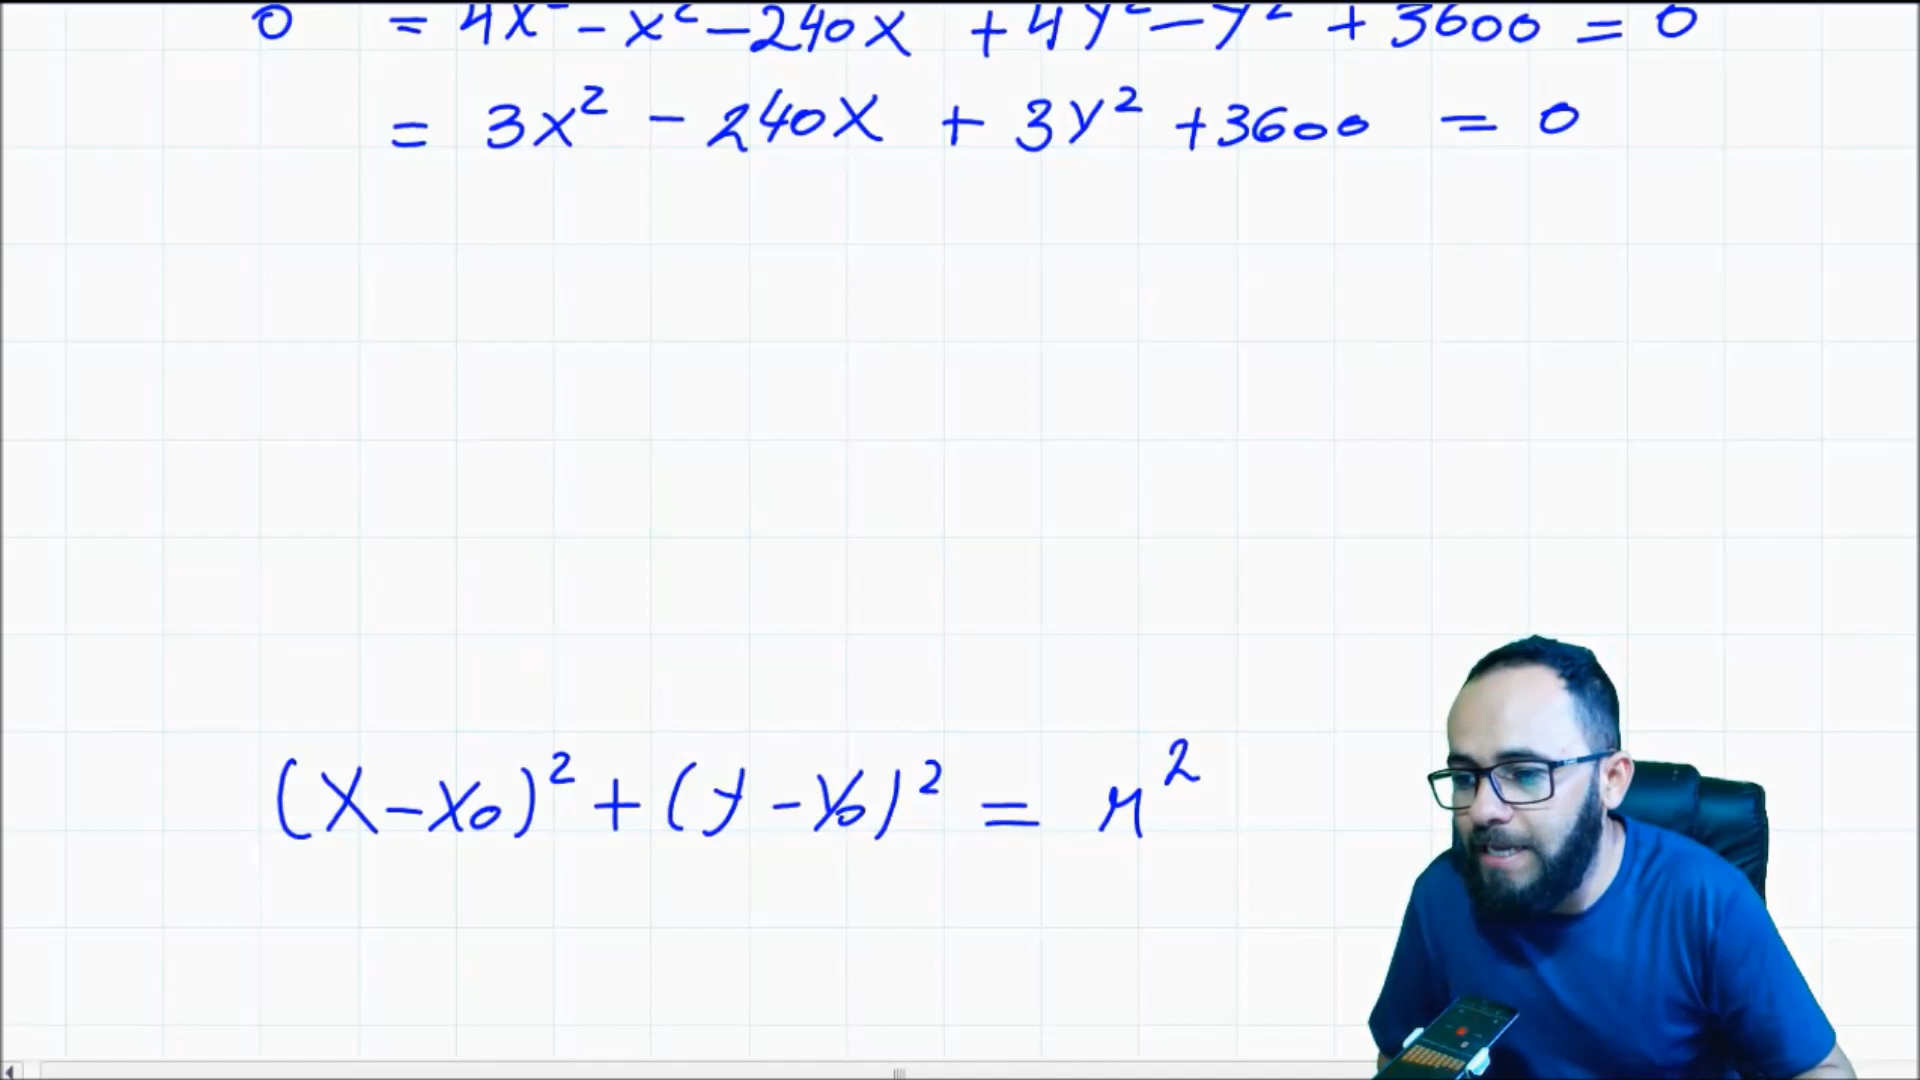 0 = 4x² - x² - 240x + 4y² - y² + 3600 = 0
= 3x² - 240x + 3y² + 3600 = 0
(x - x₀)² + (y - y₀)² = r²